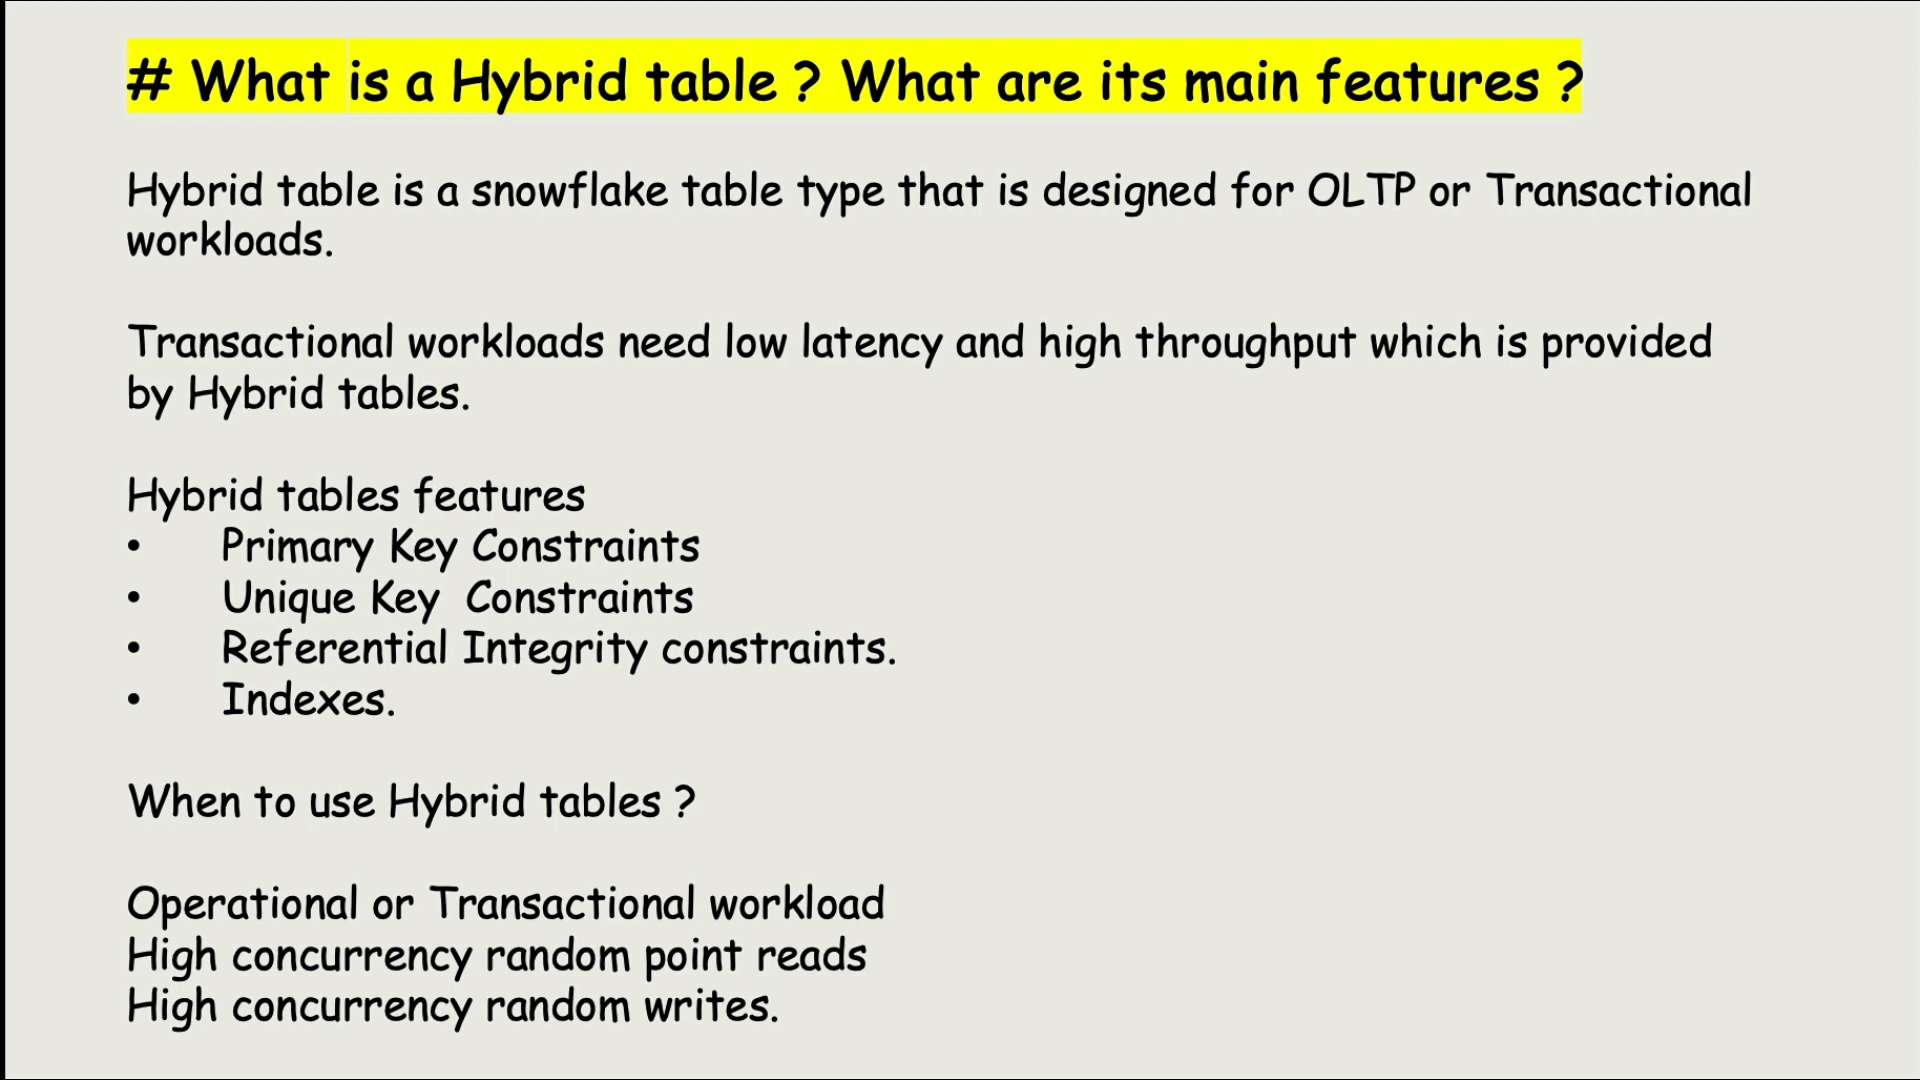 # What is a Hybrid table ? What are its main features ?
Hybrid table is a snowflake table type that is designed for OLTP or Transactional
workloads.
Transactional workloads need low latency and high throughput which is provided
by Hybrid tables.
Hybrid tables features
• Primary Key Constraints
• Unique Key  Constraints
• Referential Integrity constraints.
• Indexes.
When to use Hybrid tables ?
Operational or Transactional workload
High concurrency random point reads
High concurrency random writes.